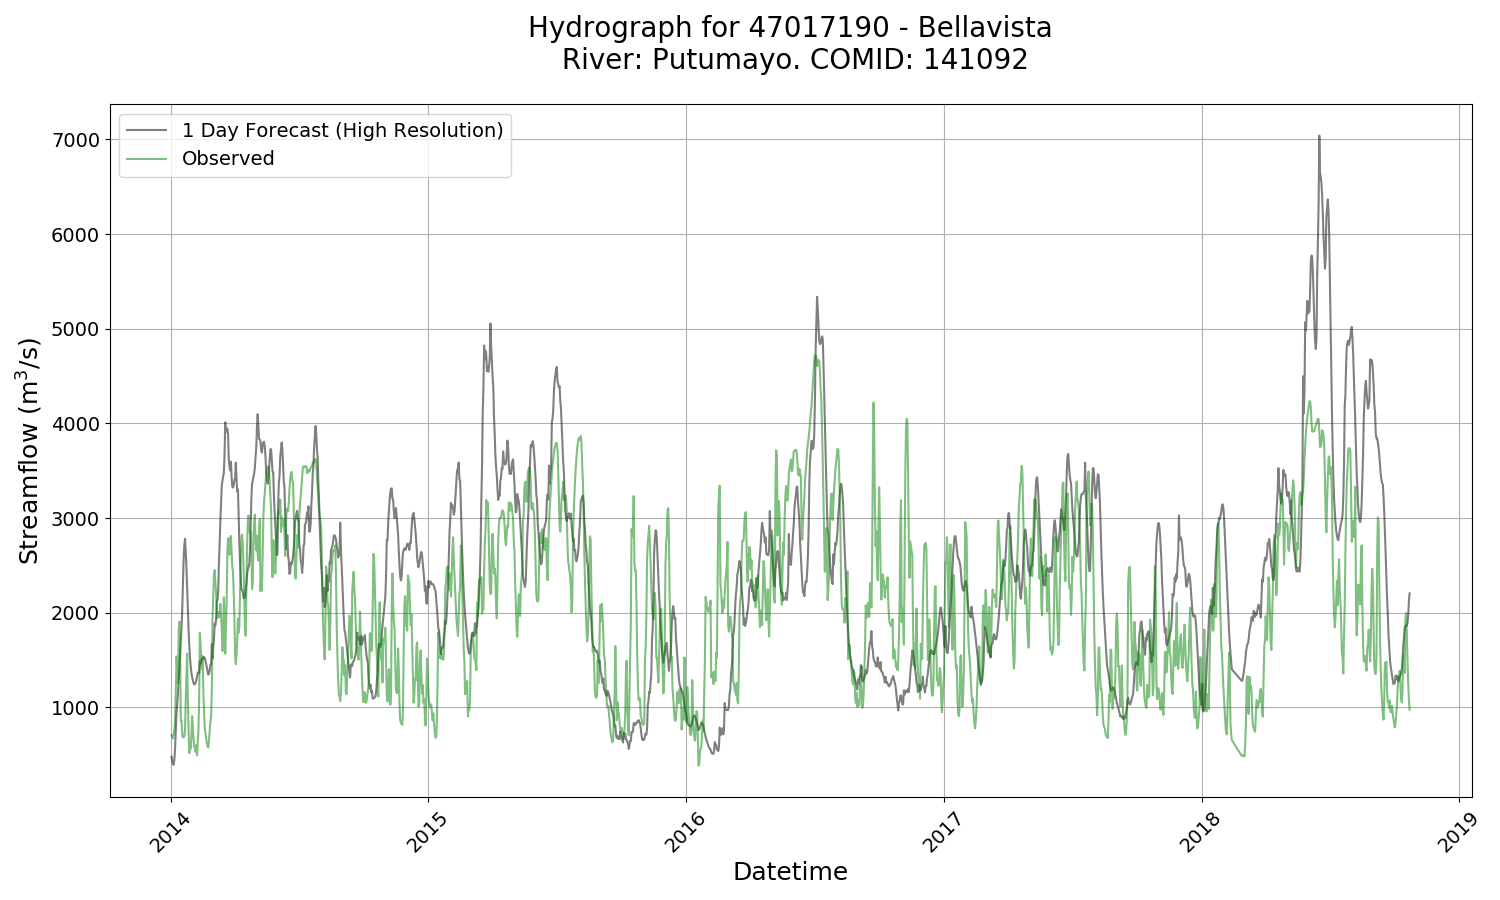 Hydrograph for 47017190 - Bellavista
River: Putumayo. COMID: 141092
1 Day Forecast (High Resolution)
Observed
Streamflow (m³/s)
7000
6000
5000
4000
3000
2000
1000
2014
2015
2016
2017
2018
2019
Datetime